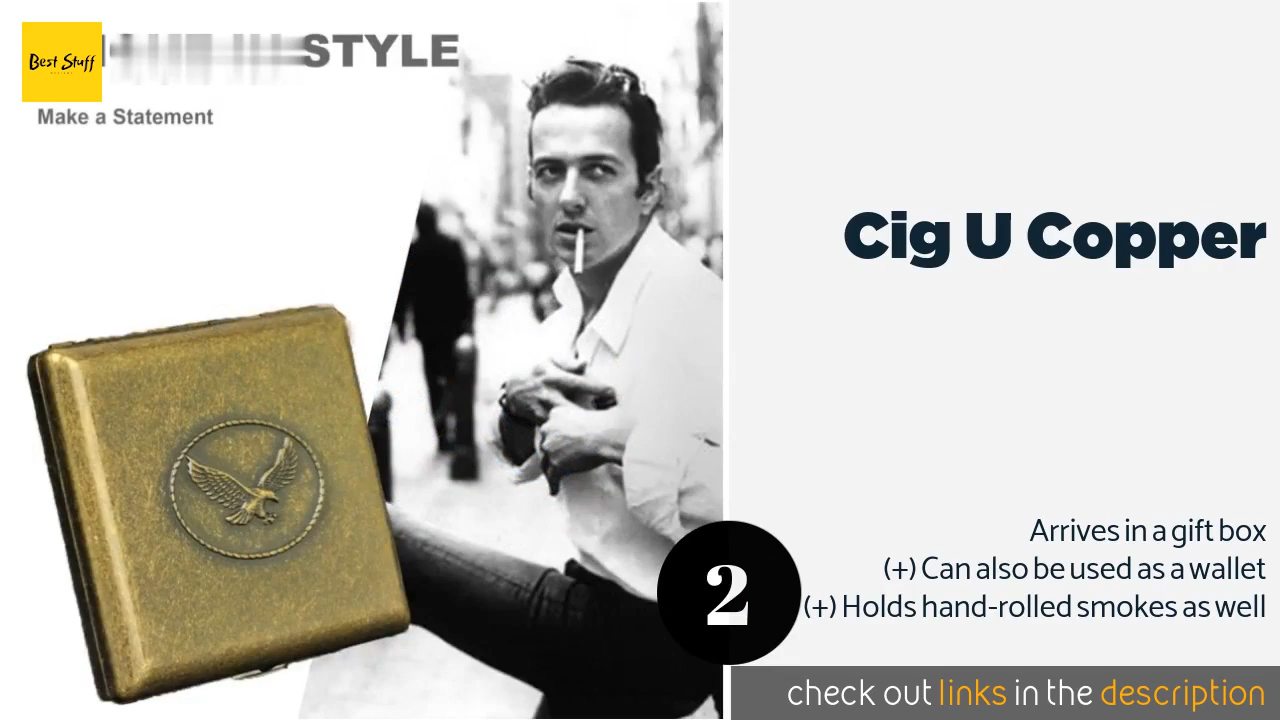 Best Stuff
STYLE
Make a Statement
Cig U Copper
Arrives in a gift box
(+) Can also be used as a wallet
(+) Holds hand-rolled smokes as well
2
check out links in the description